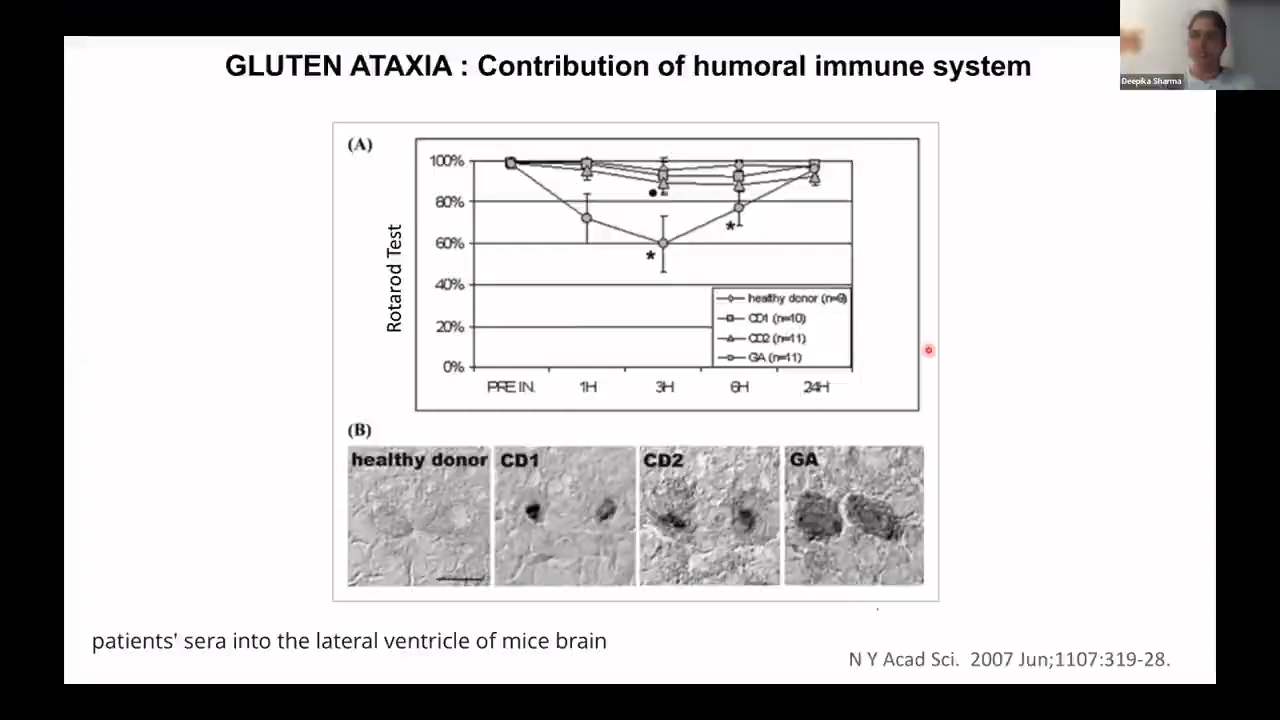 GLUTEN ATAXIA : Contribution of humoral immune system
Deepika Sharma
(A)
100%
80%
60%
40%
20%
0%
Rotarod Test
*
*
healthy donor (n=9)
CD1 (n=10)
CD2 (n=11)
GA (n=11)
PRE IN.
1H
3H
6H
24H
(B)
healthy donor
CD1
CD2
GA
patients' sera into the lateral ventricle of mice brain
N Y Acad Sci. 2007 Jun;1107:319-28.